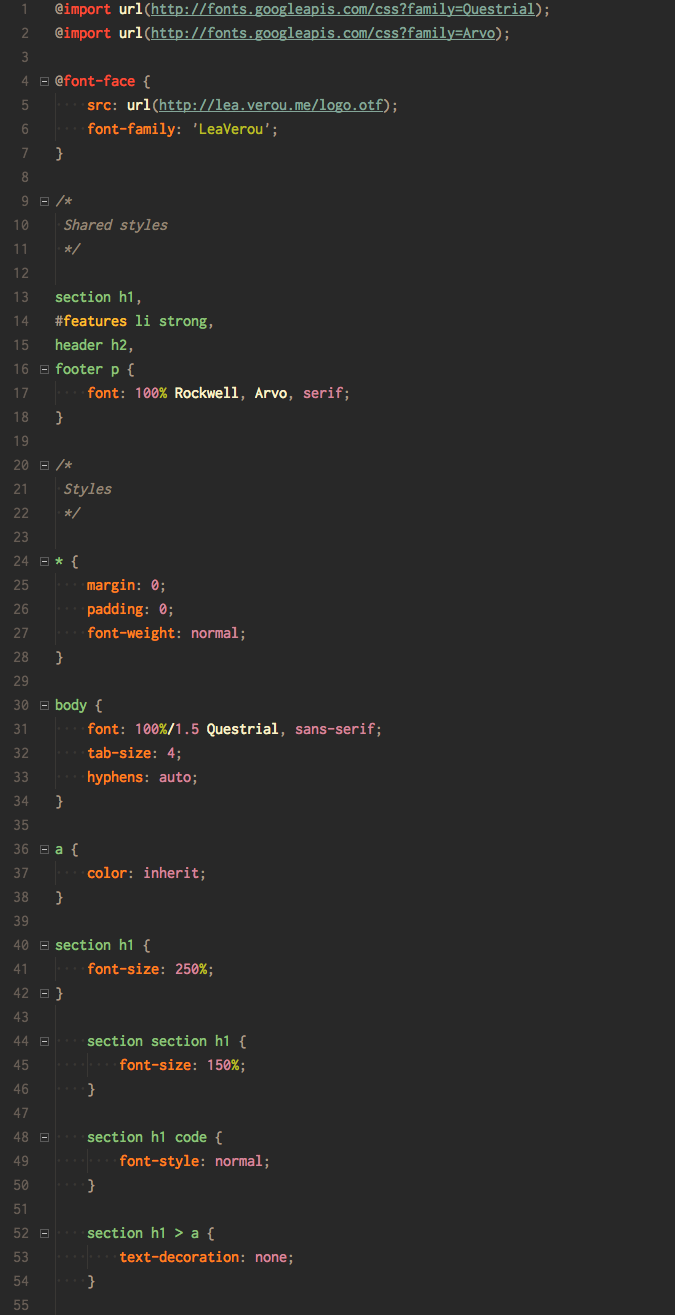 1 @import url(http://fonts.googleapis.com/css?family=Questrial);
2 @import url(http://fonts.googleapis.com/css?family=Arvo);
3
4 @font-face {
5     src: url(http://lea.verou.me/logo.otf);
6     font-family: 'LeaVerou';
7 }
8
9 /*
10  Shared styles
11  */
12
13 section h1,
14 #features li strong,
15 header h2,
16 footer p {
17     font: 100% Rockwell, Arvo, serif;
18 }
19
20 /*
21  Styles
22  */
23
24 * {
25     margin: 0;
26     padding: 0;
27     font-weight: normal;
28 }
29
30 body {
31     font: 100%/1.5 Questrial, sans-serif;
32     tab-size: 4;
33     hyphens: auto;
34 }
35
36 a {
37     color: inherit;
38 }
39
40 section h1 {
41     font-size: 250%;
42 }
43
44     section section h1 {
45         font-size: 150%;
46     }
47
48     section h1 code {
49         font-style: normal;
50     }
51
52     section h1 > a {
53         text-decoration: none;
54     }
55